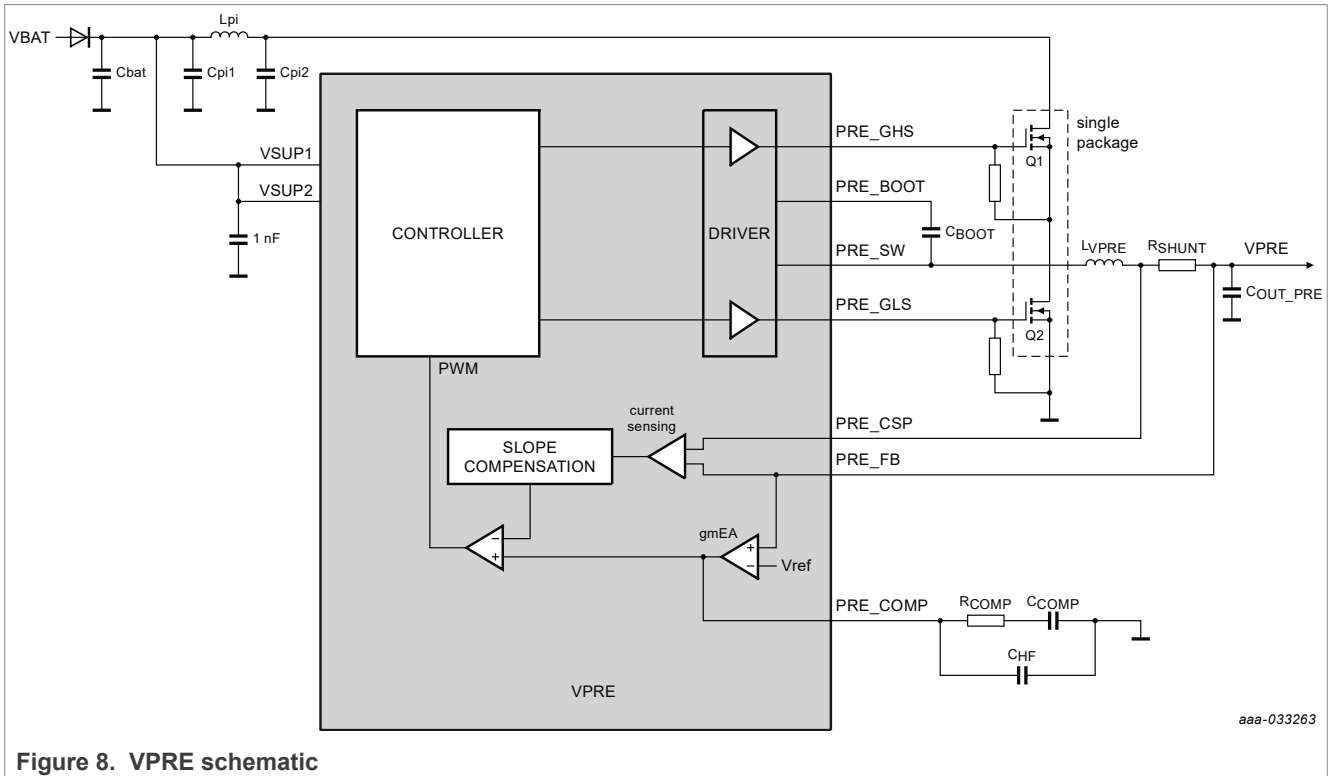 VBAT
Lpi
Cbat
Cpi1
Cpi2
VSUP1
VSUP2
1 nF
CONTROLLER
DRIVER
PWM
PRE_GHS
PRE_BOOT
PRE_SW
PRE_GLS
CBOOT
Q1
Q2
single
package
LVPRE
RSHUNT
VPRE
COUT_PRE
current
sensing
SLOPE
COMPENSATION
PRE_CSP
PRE_FB
gmEA
+
−
Vref
−
+
PRE_COMP
RCOMP
CCOMP
CHF
VPRE
aaa-033263
Figure 8. VPRE schematic